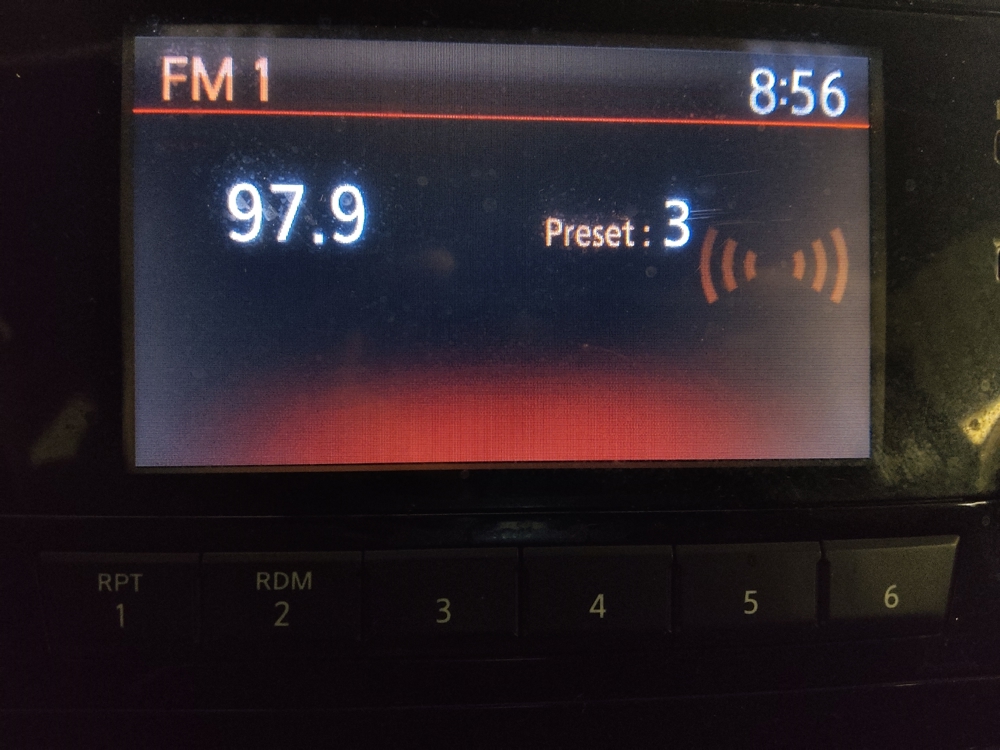 FM 1 8:56
97.9 Preset : 3
RPT RDM
1 2 3 4 5 6